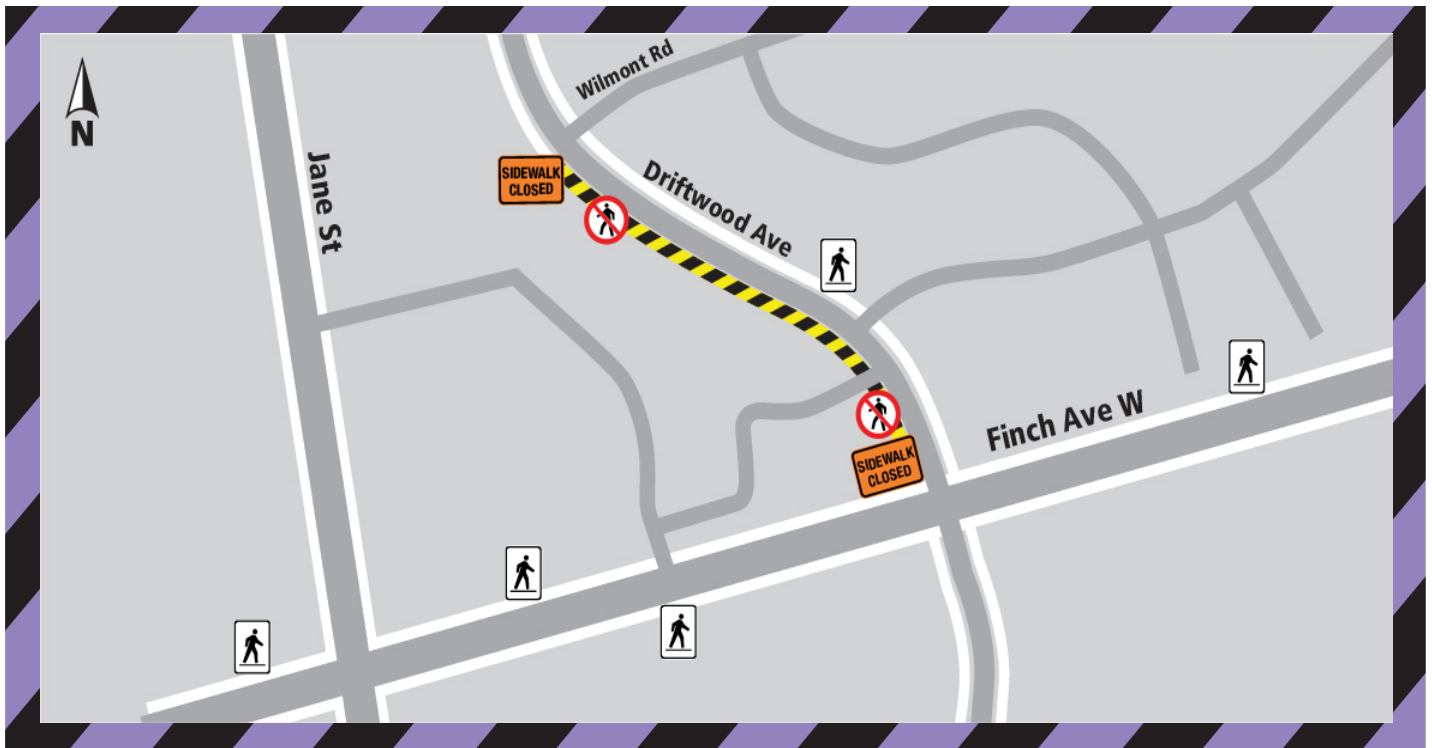 N
Wilmont Rd
Jane St
SIDEWALK
CLOSED
Driftwood Ave
Finch Ave W
SIDEWALK
CLOSED